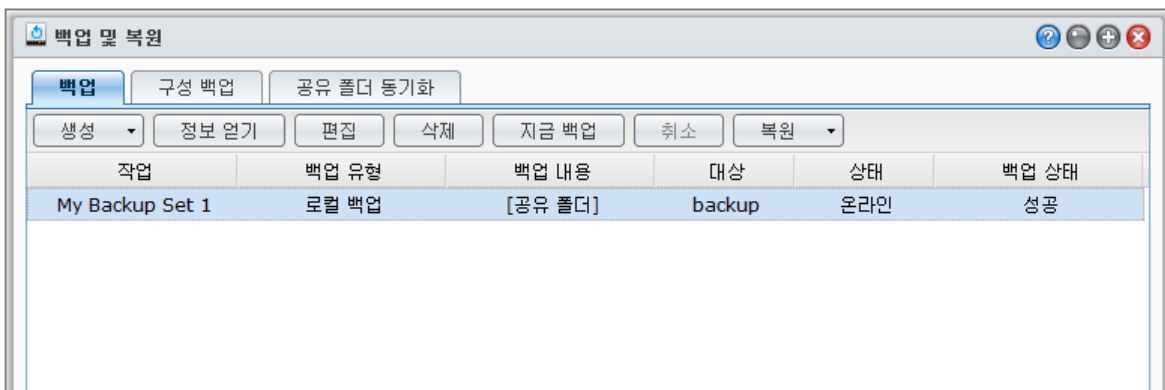 백업 및 복원
백업 구성 백업 공유 폴더 동기화
생성 정보 얻기 편집 삭제 지금 백업 취소 복원
작업 백업 유형 백업 내용 대상 상태 백업 상태
My Backup Set 1 로컬 백업 [공유 폴더] backup 온라인 성공